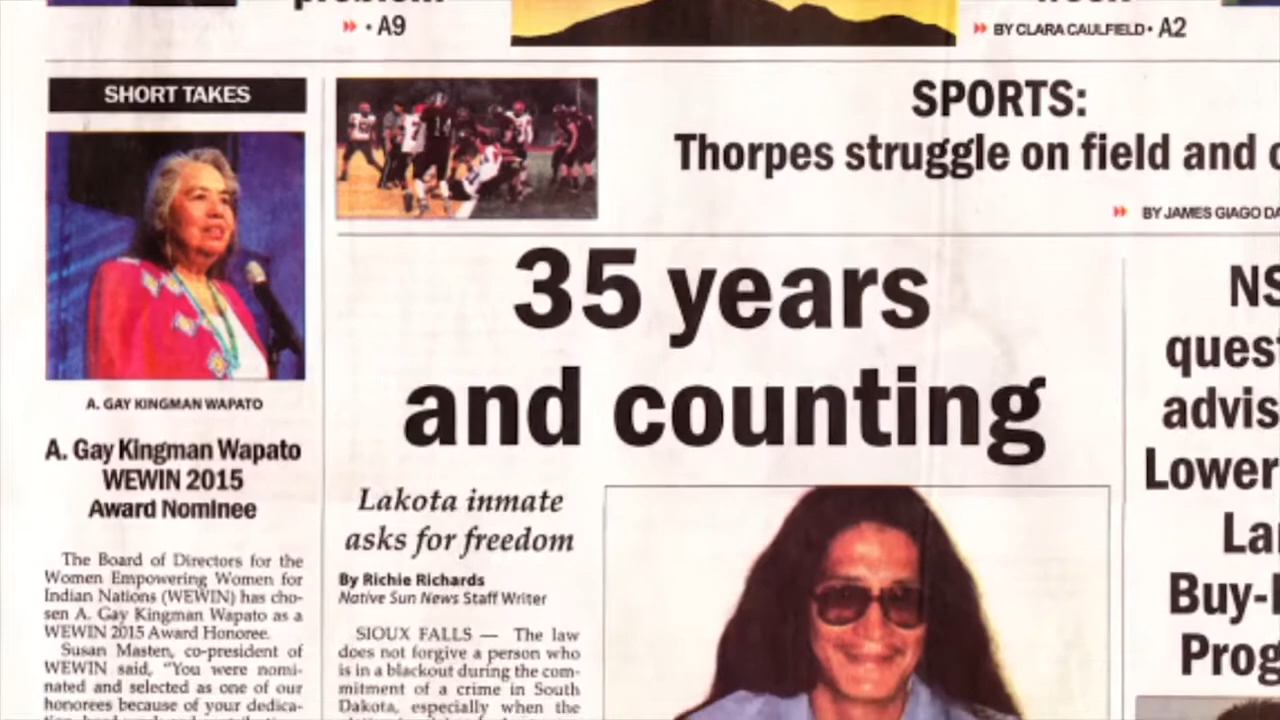 • A9
BY CLARA CAULFIELD • A2
SHORT TAKES
SPORTS:
Thorpes struggle on field and
BY JAMES GIAGO
A. GAY KINGMAN WAPATO
A. Gay Kingman Wapato
WEWIN 2015
Award Nominee
The Board of Directors for the
Women Empowering Women for
Indian Nations (WEWIN) has cho-
sen A. Gay Kingman Wapato as a
WEWIN 2015 Award Honoree.
Susan Masten, co-president of
WEWIN said, "You were nomi-
nated and selected as one of our
honorees because of your dedica-
35 years
and counting
Lakota inmate
asks for freedom
By Richie Richards
Native Sun News Staff Writer
SIOUX FALLS — The law
does not forgive a person who
is in a blackout during the com-
mitment of a crime in South
Dakota, especially when the
14
NS
quest
advis
Lower
La
Buy-
Prog